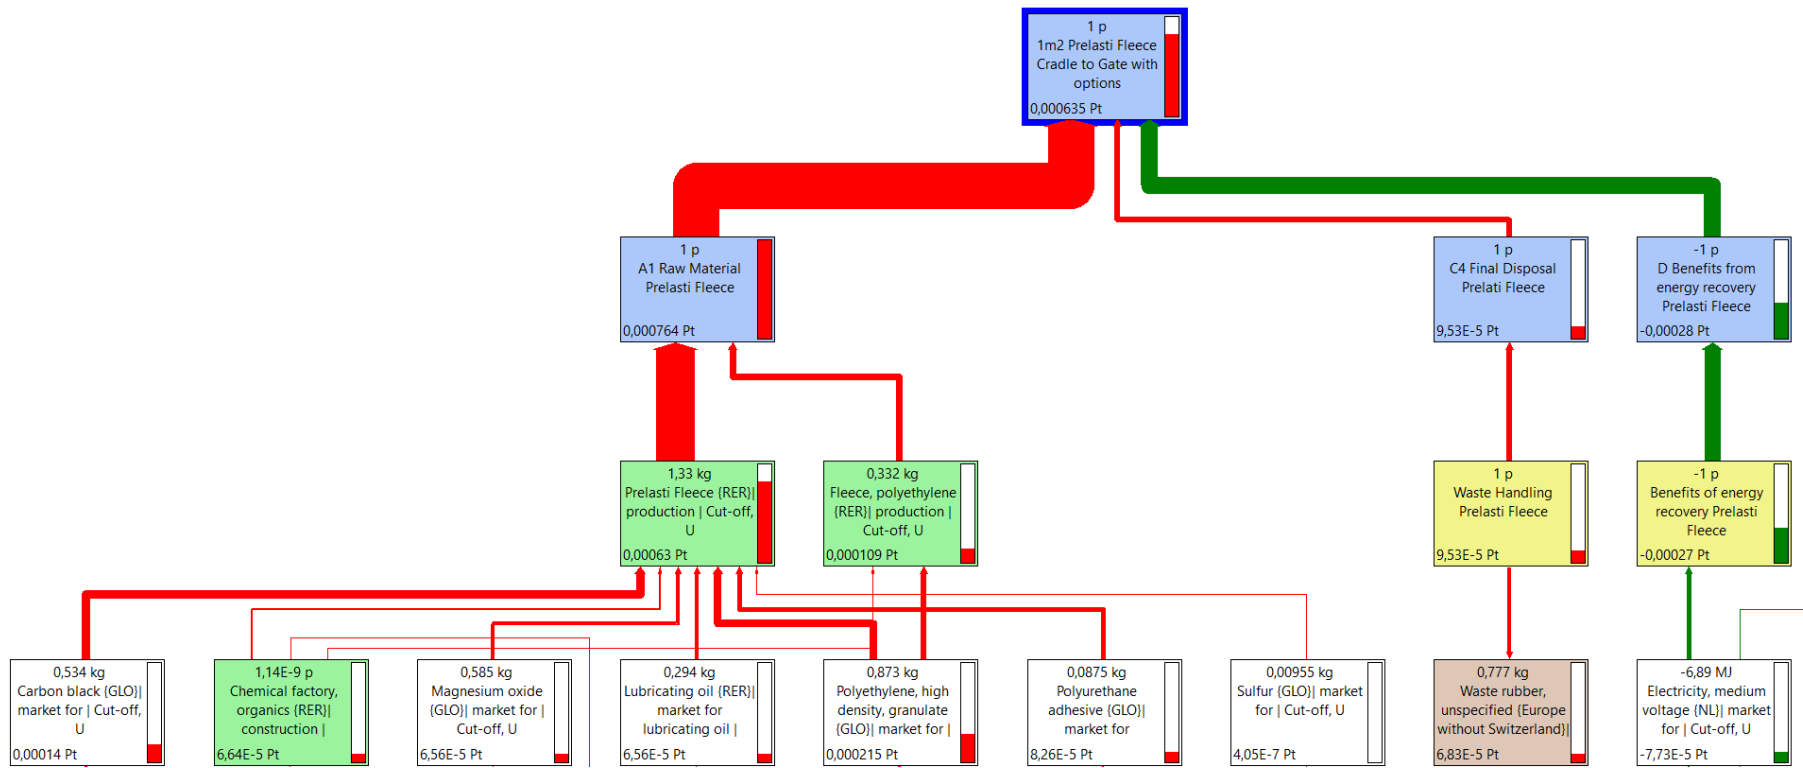 1 p
1m2 Prelasti Fleece
Cradle to Gate with
options
0,000635 Pt
1 p
A1 Raw Material
Prelasti Fleece
0,000764 Pt
1 p
C4 Final Disposal
Prelati Fleece
9,53E-5 Pt
-1 p
D Benefits from
energy recovery
Prelasti Fleece
-0,00028 Pt
1,33 kg
Prelasti Fleece {RER}|
production | Cut-off,
U
0,00063 Pt
0,332 kg
Fleece, polyethylene
{RER}| production |
Cut-off, U
0,000109 Pt
1 p
Waste Handling
Prelasti Fleece
9,53E-5 Pt
-1 p
Benefits of energy
recovery Prelasti
Fleece
-0,00027 Pt
0,534 kg
Carbon black {GLO}|
market for | Cut-off,
U
0,00014 Pt
1,14E-9 p
Chemical factory,
organics {RER}|
construction |
6,64E-5 Pt
0,585 kg
Magnesium oxide
{GLO}| market for |
Cut-off, U
6,56E-5 Pt
0,294 kg
Lubricating oil {RER}|
market for
lubricating oil |
6,56E-5 Pt
0,873 kg
Polyethylene, high
density, granulate
{GLO}| market for |
0,000215 Pt
0,0875 kg
Polyurethane
adhesive {GLO}|
market for
8,26E-5 Pt
0,00955 kg
Sulfur {GLO}| market
for | Cut-off, U
4,05E-7 Pt
0,777 kg
Waste rubber,
unspecified {Europe
without Switzerland}|
6,83E-5 Pt
-6,89 MJ
Electricity, medium
voltage {NL}| market
for | Cut-off, U
-7,73E-5 Pt